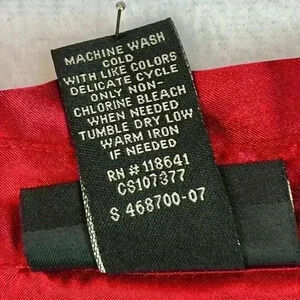 MACHINE WASH
COLD
WITH LIKE COLORS
DELICATE CYCLE
ONLY NON-
CHLORINE BLEACH
WHEN NEEDED
TUMBLE DRY LOW
WARM IRON
IF NEEDED
RN #118641
CS107377
S 468700-07